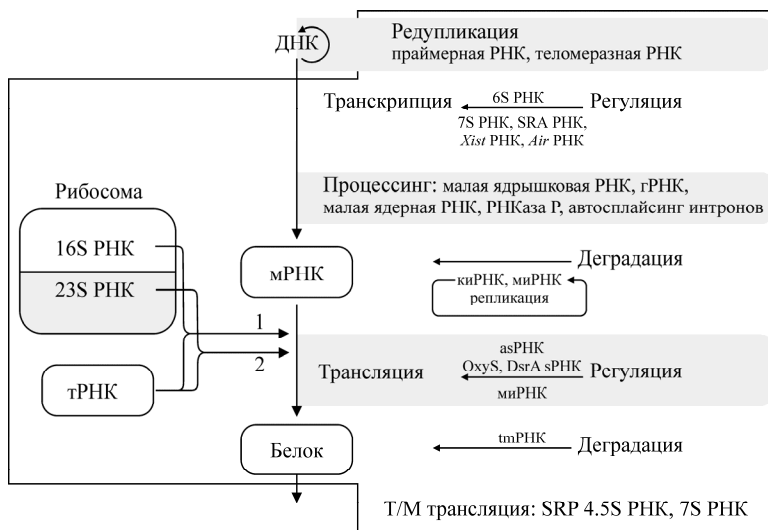 ДНК
Редупликация
праймерная РНК, теломеразная РНК
Транскрипция
6S РНК
Регуляция
7S РНК, SRA РНК,
Xist РНК, Air РНК
Процессинг: малая ядрышковая РНК, гРНК,
малая ядерная РНК, РНКаза Р, автосплайсинг интронов
Рибосома
16S РНК
23S РНК
мРНК
Деградация
киРНК, миРНК
репликация
1
2
тРНК
Трансляция
asРНК
OxyS, DsrA sРНК
Рсгуляция
миРНК
Белок
tmРНК
Деградация
Т/М трансляция: SRP 4.5S РНК, 7S РНК